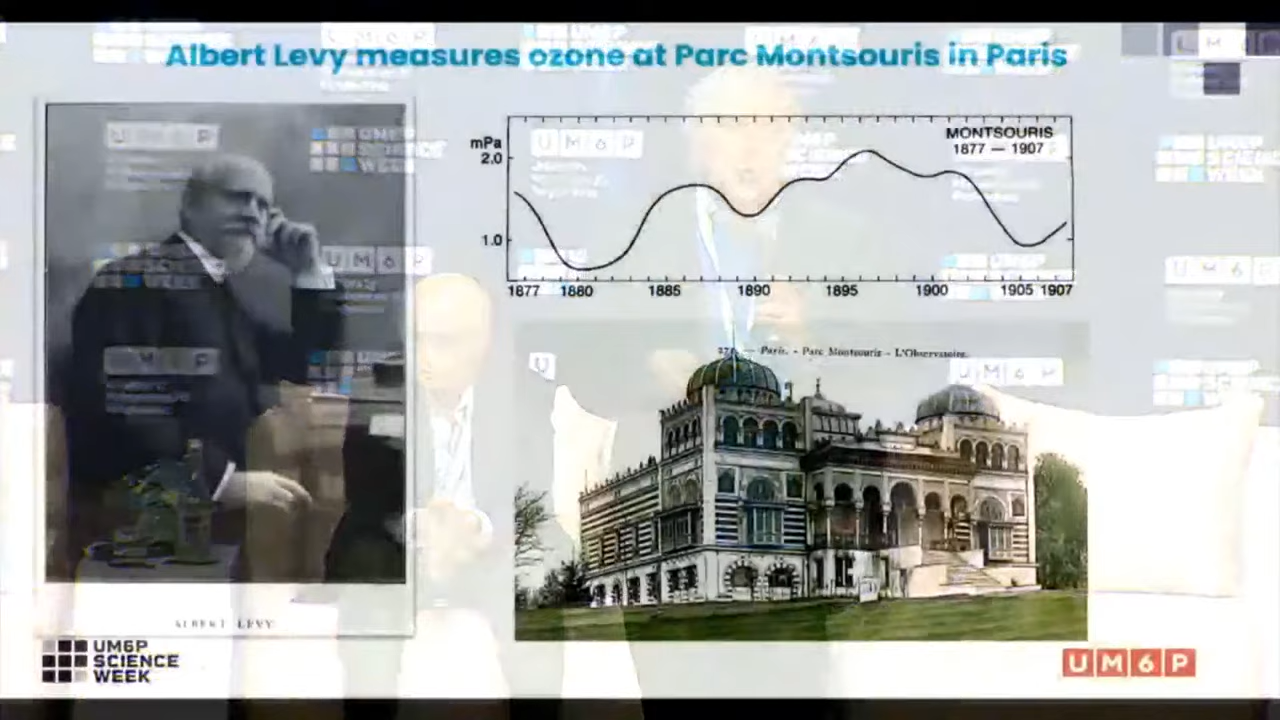 Albert Levy measures ozone at Parc Montsouris in Paris
mPa
2.0
1.0
MONTSOURIS
1877 — 1907
1877 1880 1885 1890 1895 1900 1905 1907
— Paris. - Parc Montsouris - L'Observatoire.
ALBERT LEVY
UM6P
SCIENCE
WEEK
UM6P